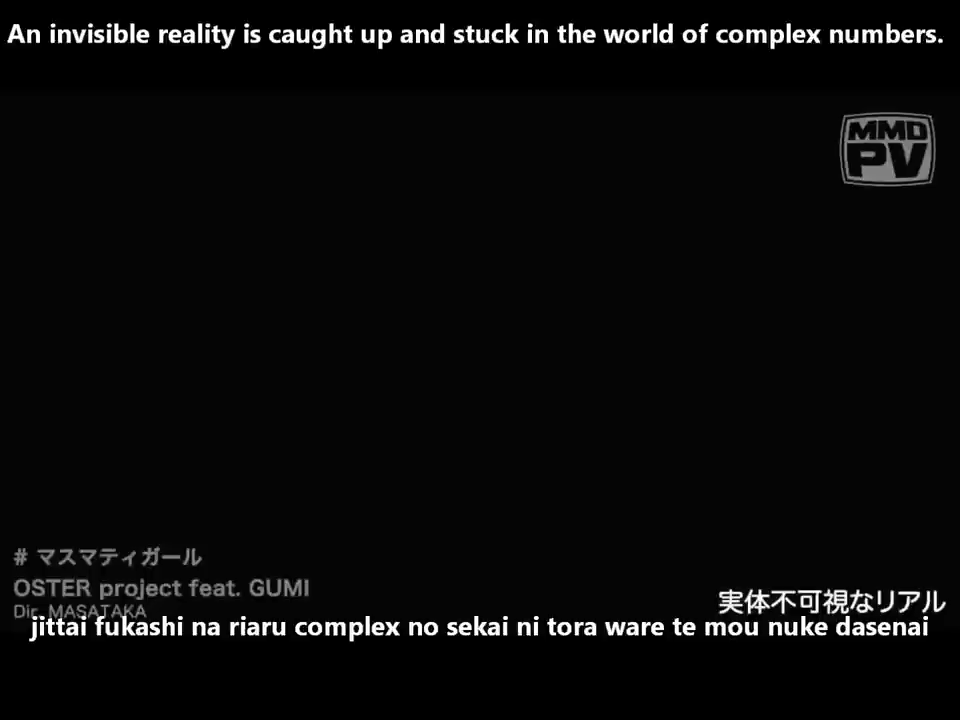 An invisible reality is caught up and stuck in the world of complex numbers.
MMD
PV
# マスマティガール
OSTER project feat. GUMI
Dir. MASATAKA
実体不可視なリアル
jittai fukashi na riaru complex no sekai ni tora ware te mou nuke dasenai